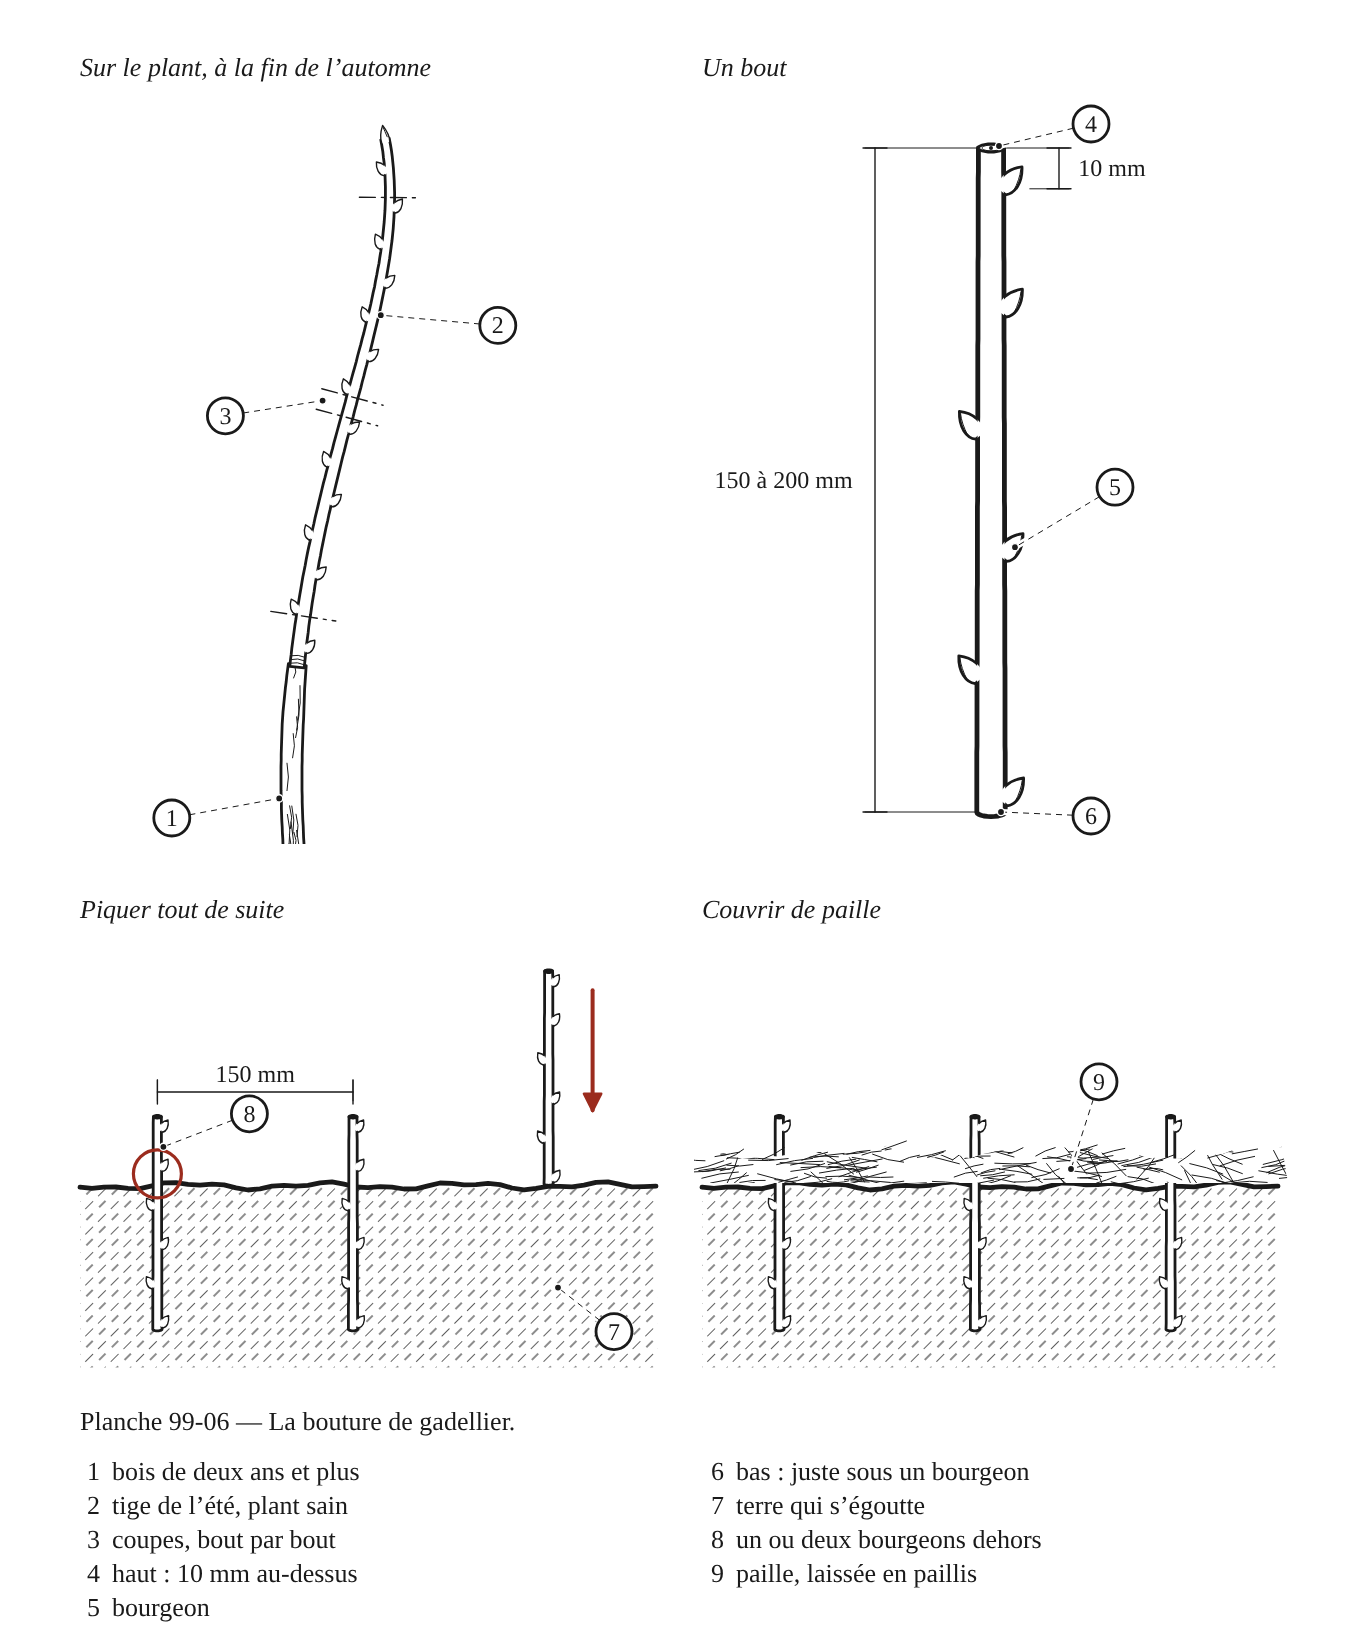 Sur le plant, à la fin de l’automne
Un bout
4
10 mm
2
3
150 à 200 mm
5
1
6
Piquer tout de suite
Couvrir de paille
150 mm
8
9
7
Planche 99-06 — La bouture de gadellier.
1 bois de deux ans et plus
2 tige de l’été, plant sain
3 coupes, bout par bout
4 haut : 10 mm au-dessus
5 bourgeon
6 bas : juste sous un bourgeon
7 terre qui s’égoutte
8 un ou deux bourgeons dehors
9 paille, laissée en paillis